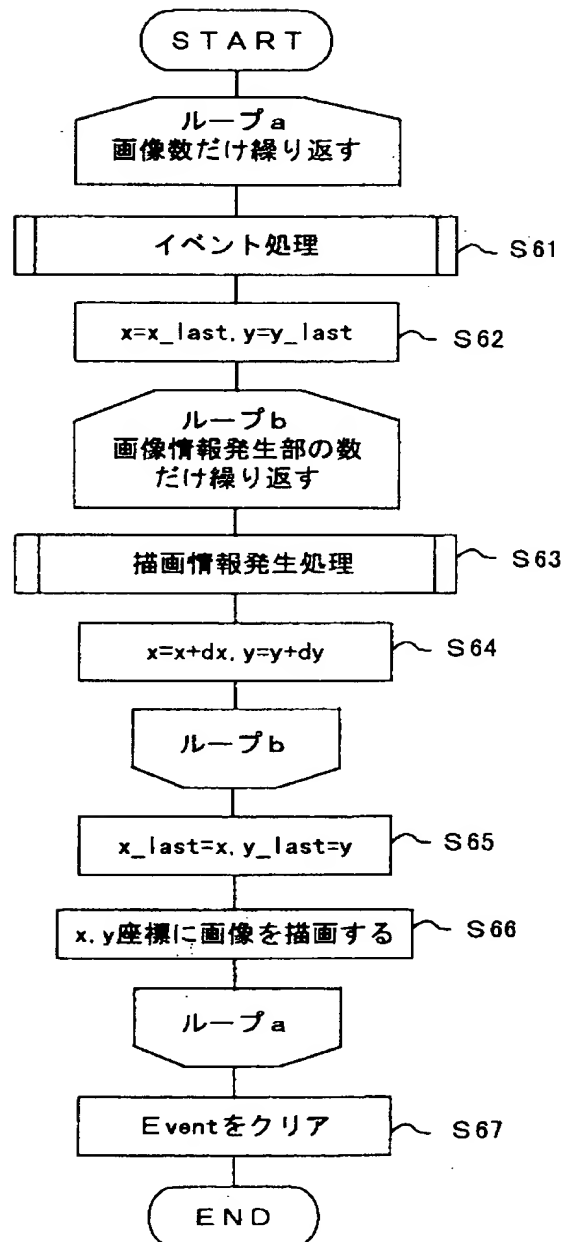 START
ループa
画像数だけ繰り返す
イベント処理
S61
x=x_last, y=y_last
S62
ループb
画像情報発生部の数
だけ繰り返す
描画情報発生処理
S63
x=x+dx, y=y+dy
S64
ループb
x_last=x, y_last=y
S65
x, y座標に画像を描画する
S66
ループa
Eventをクリア
S67
END